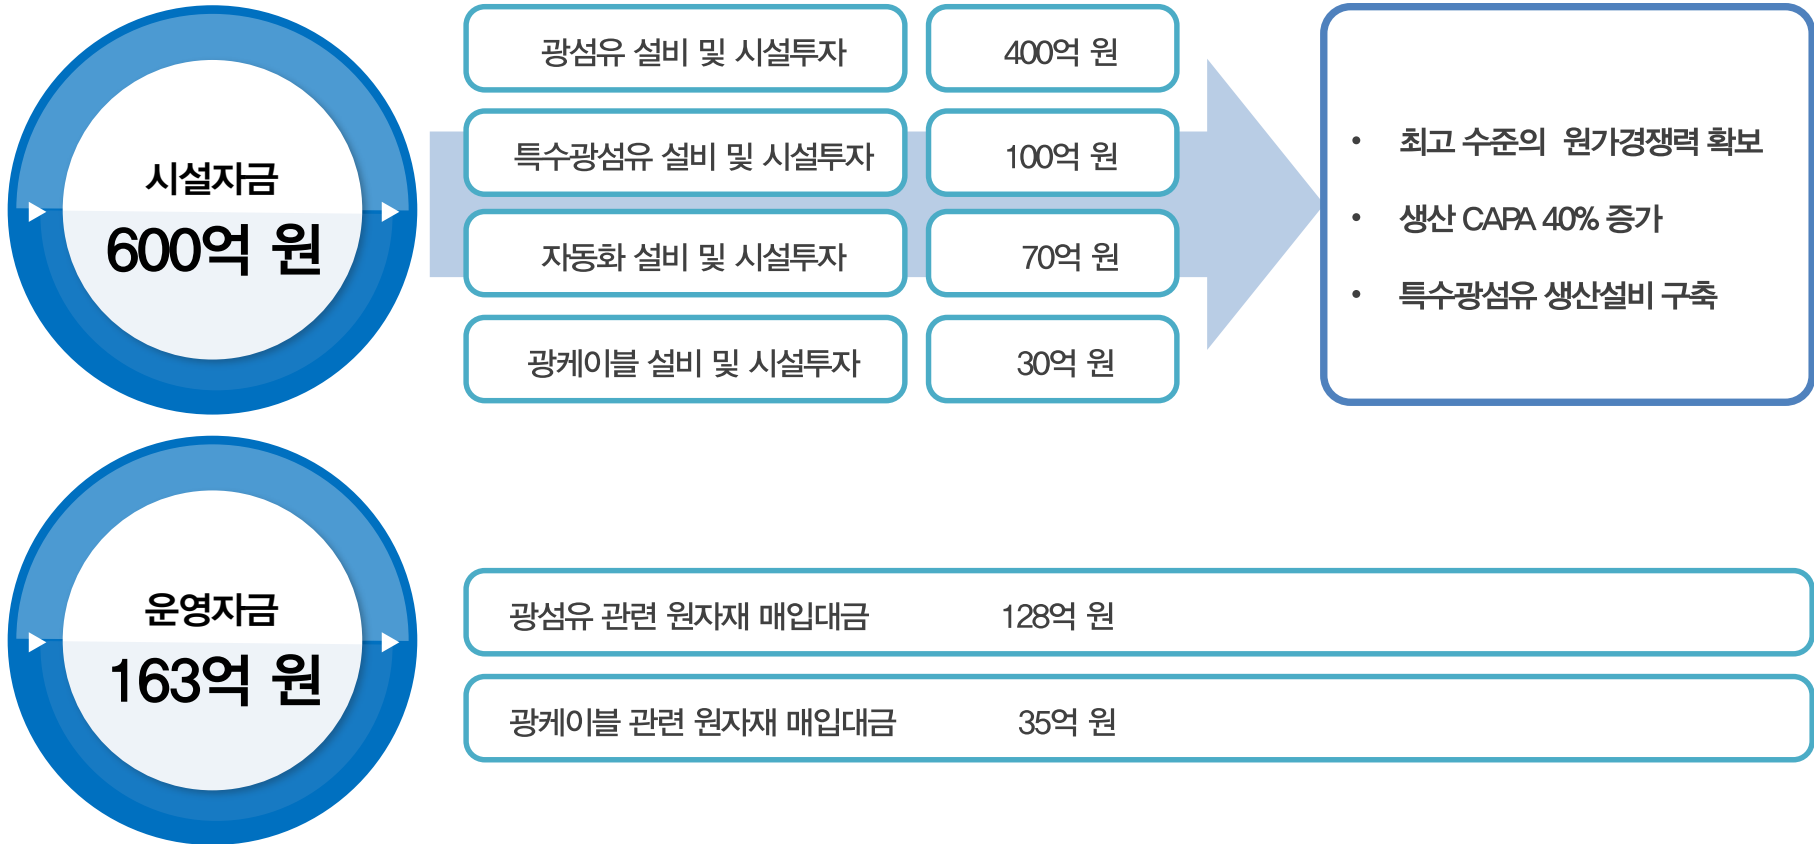 시설자금
600억 원
광섬유 설비 및 시설투자 400억 원
특수광섬유 설비 및 시설투자 100억 원
자동화 설비 및 시설투자 70억 원
광케이블 설비 및 시설투자 30억 원
• 최고 수준의 원가경쟁력 확보
• 생산 CAPA 40% 증가
• 특수광섬유 생산설비 구축
운영자금
163억 원
광섬유 관련 원자재 매입대금 128억 원
광케이블 관련 원자재 매입대금 35억 원